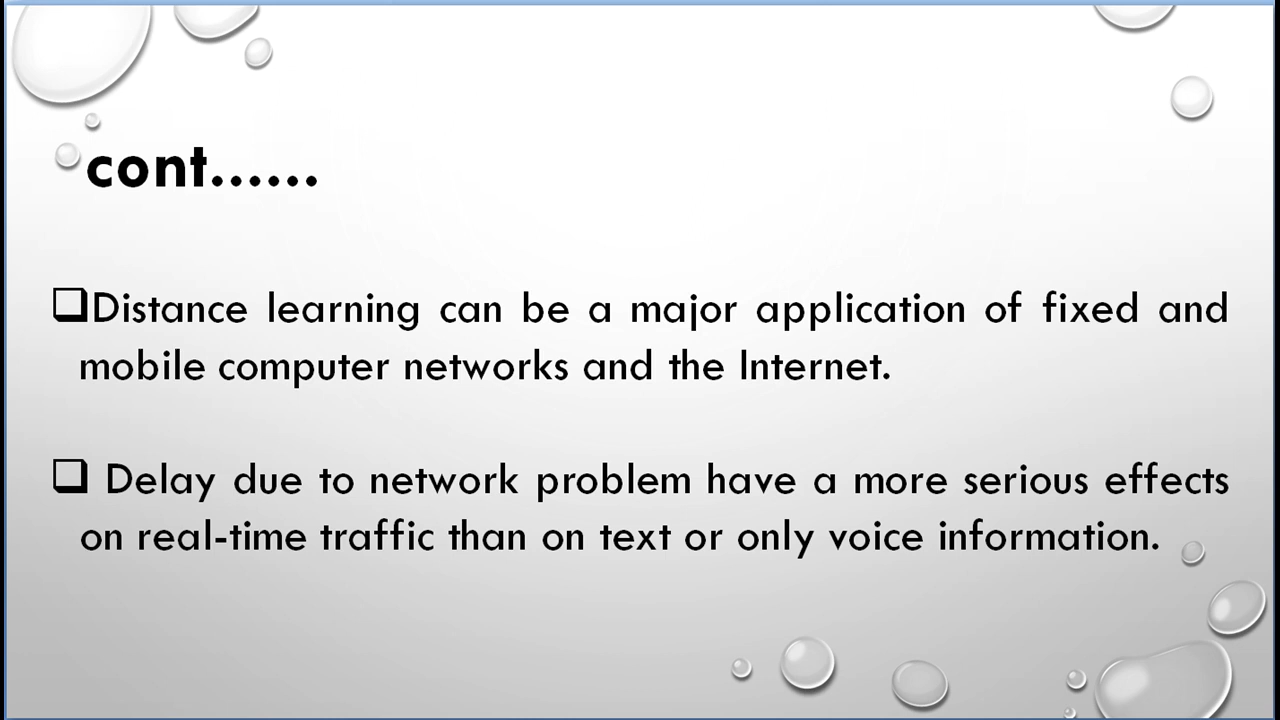 cont......
❑Distance learning can be a major application of fixed and
mobile computer networks and the Internet.
❑ Delay due to network problem have a more serious effects
on real-time traffic than on text or only voice information.